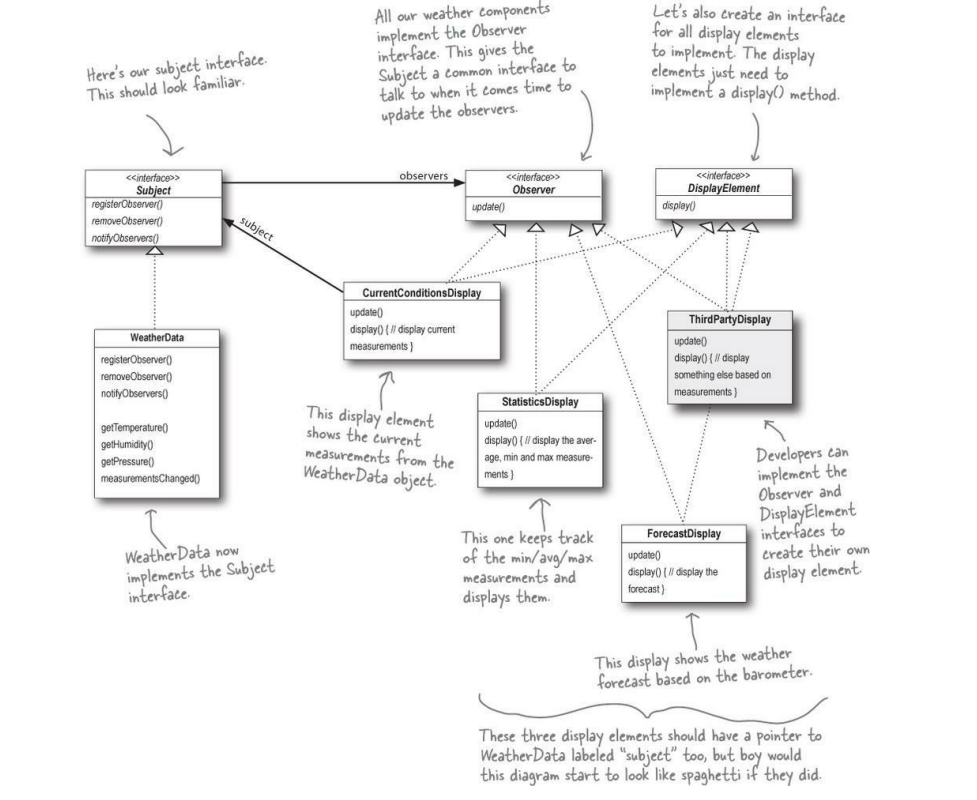 Here's our subject interface.
This should look familiar.
All our weather components
implement the Observer
interface. This gives the
Subject a common interface to
talk to when it comes time to
update the observers.
Let's also create an interface
for all display elements
to implement. The display
elements just need to
implement a display() method.
<<interface>>
Subject
registerObserver()
removeObserver()
notifyObservers()
observers
<<interface>>
Observer
update()
<<interface>>
DisplayElement
display()
subject
CurrentConditionsDisplay
update()
display() { // display current
measurements }
ThirdPartyDisplay
update()
display() { // display
something else based on
measurements }
WeatherData
registerObserver()
removeObserver()
notifyObservers()
getTemperature()
getHumidity()
getPressure()
measurementsChanged()
StatisticsDisplay
update()
display() { // display the aver-
age, min and max measure-
ments }
This display element
shows the current
measurements from the
WeatherData object.
Developers can
implement the
Observer and
DisplayElement
interfaces to
create their own
display element.
ForecastDisplay
update()
display() { // display the
forecast }
WeatherData now
implements the Subject
interface.
This one keeps track
of the min/avg/max
measurements and
displays them.
This display shows the weather
forecast based on the barometer.
These three display elements should have a pointer to
WeatherData labeled "subject" too, but boy would
this diagram start to look like spaghetti if they did.